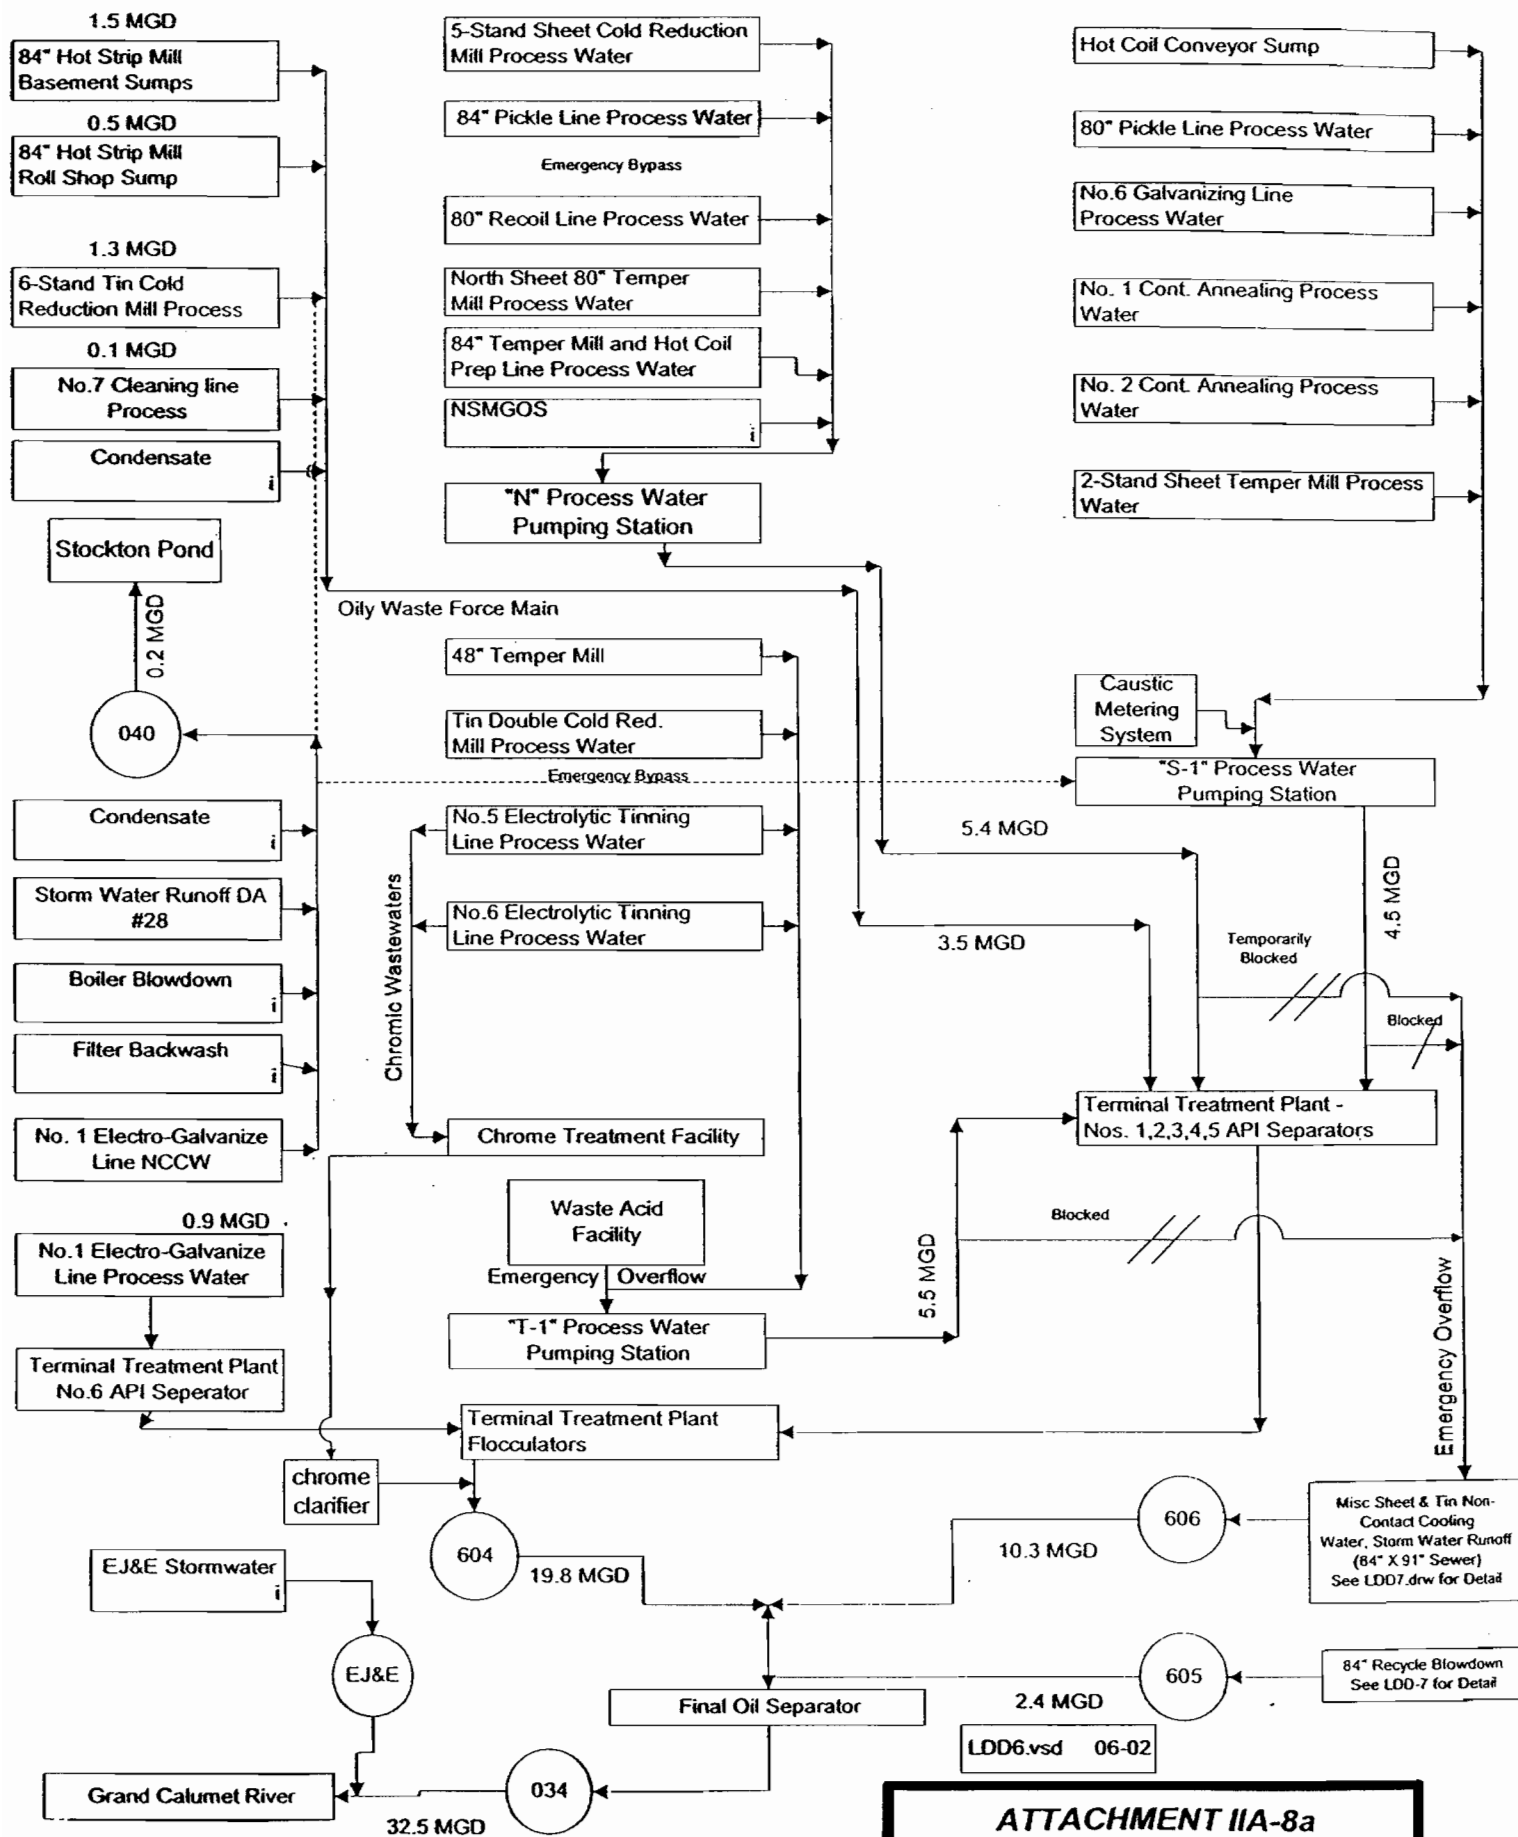 1.5 MGD
84" Hot Strip Mill
Basement Sumps
0.5 MGD
84" Hot Strip Mill
Roll Shop Sump
1.3 MGD
6-Stand Tin Cold
Reduction Mill Process
0.1 MGD
No.7 Cleaning line
Process
Condensate
Stockton Pond
0.2 MGD
040
Condensate
Storm Water Runoff DA
#28
Boiler Blowdown
Filter Backwash
No. 1 Electro-Galvanize
Line NCCW
0.9 MGD
No.1 Electro-Galvanize
Line Process Water
Terminal Treatment Plant
No.6 API Seperator
5-Stand Sheet Cold Reduction
Mill Process Water
84" Pickle Line Process Water
Emergency Bypass
80" Recoil Line Process Water
North Sheet 80" Temper
Mill Process Water
84" Temper Mill and Hot Coil
Prep Line Process Water
NSMGOS
"N" Process Water
Pumping Station
Oily Waste Force Main
48" Temper Mill
Tin Double Cold Red.
Mill Process Water
Emergency Bypass
No.5 Electrolytic Tinning
Line Process Water
No.6 Electrolytic Tinning
Line Process Water
Chromic Wastewaters
Chrome Treatment Facility
Waste Acid
Facility
Emergency Overflow
"T-1" Process Water
Pumping Station
Terminal Treatment Plant
Flocculators
chrome
clarifier
Hot Coil Conveyor Sump
80" Pickle Line Process Water
No.6 Galvanizing Line
Process Water
No. 1 Cont. Annealing Process
Water
No. 2 Cont. Annealing Process
Water
2-Stand Sheet Temper Mill Process
Water
Caustic
Metering
System
"S-1" Process Water
Pumping Station
5.4 MGD
4.5 MGD
3.5 MGD
Temporarily
Blocked
Blocked
Terminal Treatment Plant -
Nos. 1,2,3,4,5 API Separators
Blocked
5.5 MGD
Emergency Overflow
Misc Sheet & Tin Non-
Contact Cooling
Water, Storm Water Runoff
(84" X 91" Sewer)
See LDD7.drw for Detail
606
10.3 MGD
604
19.8 MGD
EJ&E Stormwater
EJ&E
84" Recycle Blowdown
See LDD-7 for Detail
605
2.4 MGD
Final Oil Separator
LDD6.vsd 06-02
034
32.5 MGD
Grand Calumet River
ATTACHMENT IIA-8a